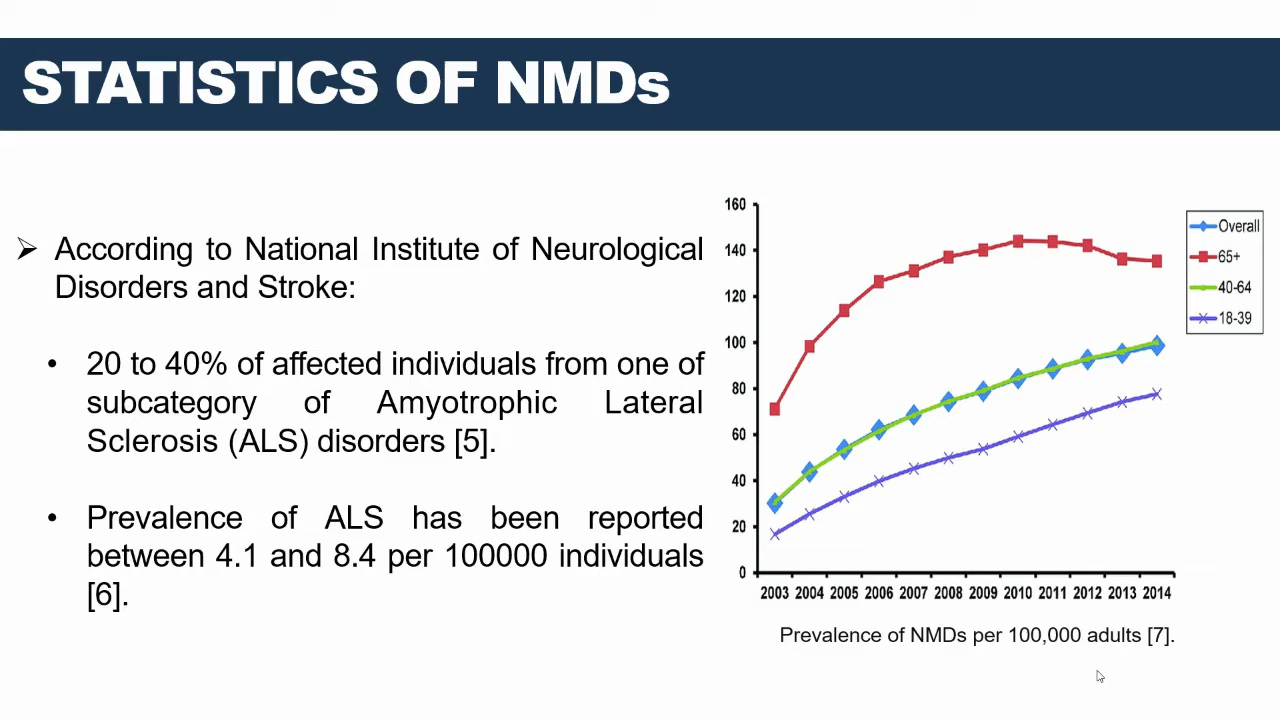 STATISTICS OF NMDs
➢ According to National Institute of Neurological
Disorders and Stroke:
• 20 to 40% of affected individuals from one of
subcategory of Amyotrophic Lateral
Sclerosis (ALS) disorders [5].
• Prevalence of ALS has been reported
between 4.1 and 8.4 per 100000 individuals
[6].
160
140
120
100
80
60
40
20
0
2003 2004 2005 2006 2007 2008 2009 2010 2011 2012 2013 2014
Overall
65+
40-64
18-39
Prevalence of NMDs per 100,000 adults [7].